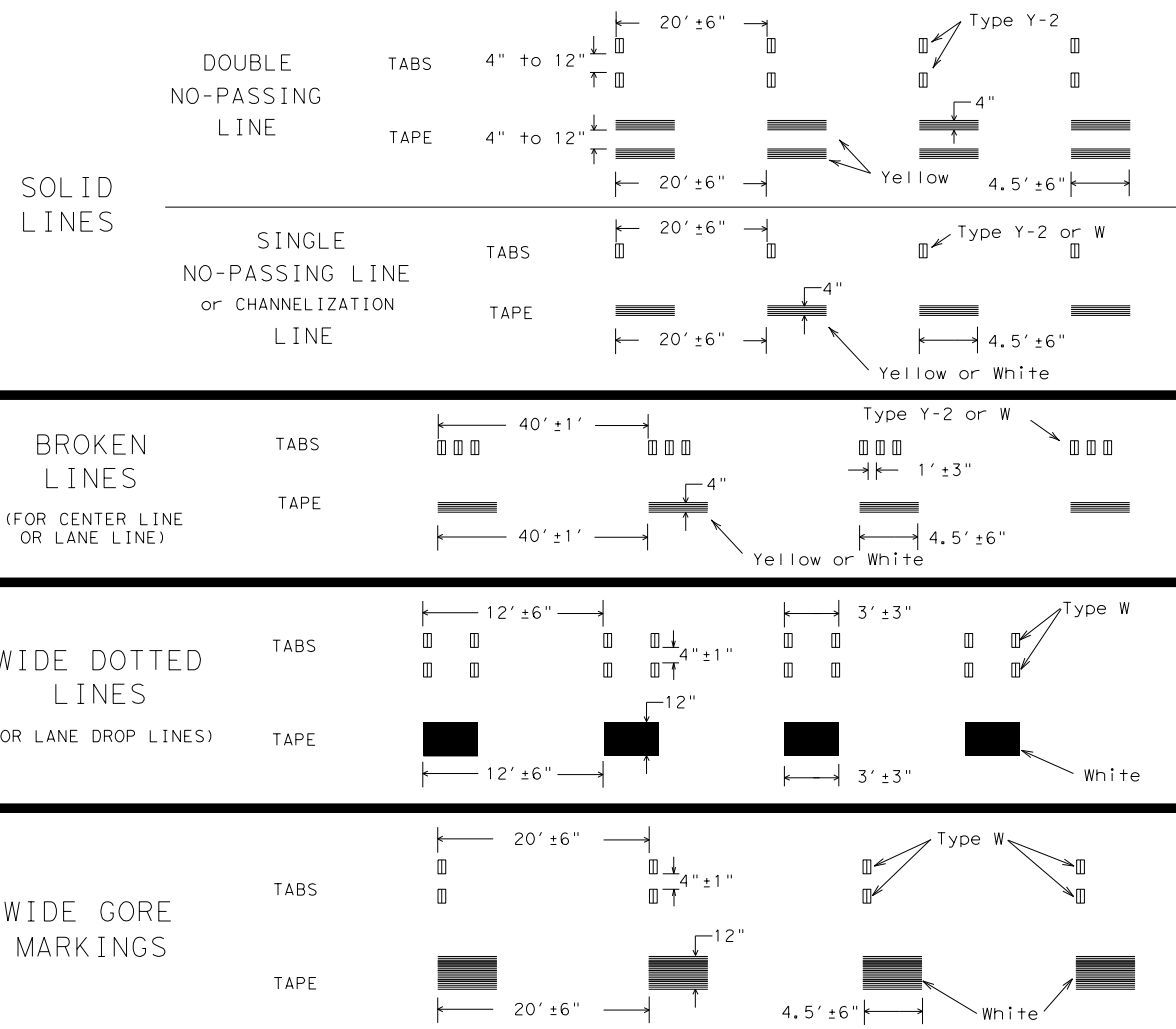 SOLID
LINES
DOUBLE
NO-PASSING
LINE
TABS
4" to 12"
20'±6"
Type Y-2
TAPE
4" to 12"
4"
Yellow
20'±6"
4.5'±6"
SINGLE
NO-PASSING LINE
or CHANNELIZATION
LINE
TABS
20'±6"
Type Y-2 or W
TAPE
4"
20'±6"
4.5'±6"
Yellow or White
BROKEN
LINES
(FOR CENTER LINE
OR LANE LINE)
TABS
40'±1'
Type Y-2 or W
1'±3"
TAPE
4"
40'±1'
4.5'±6"
Yellow or White
WIDE DOTTED
LINES
OR LANE DROP LINES)
TABS
12'±6"
3'±3"
Type W
4"±1"
TAPE
12"
12'±6"
3'±3"
White
WIDE GORE
MARKINGS
TABS
20'±6"
Type W
4"±1"
TAPE
12"
20'±6"
4.5'±6"
White